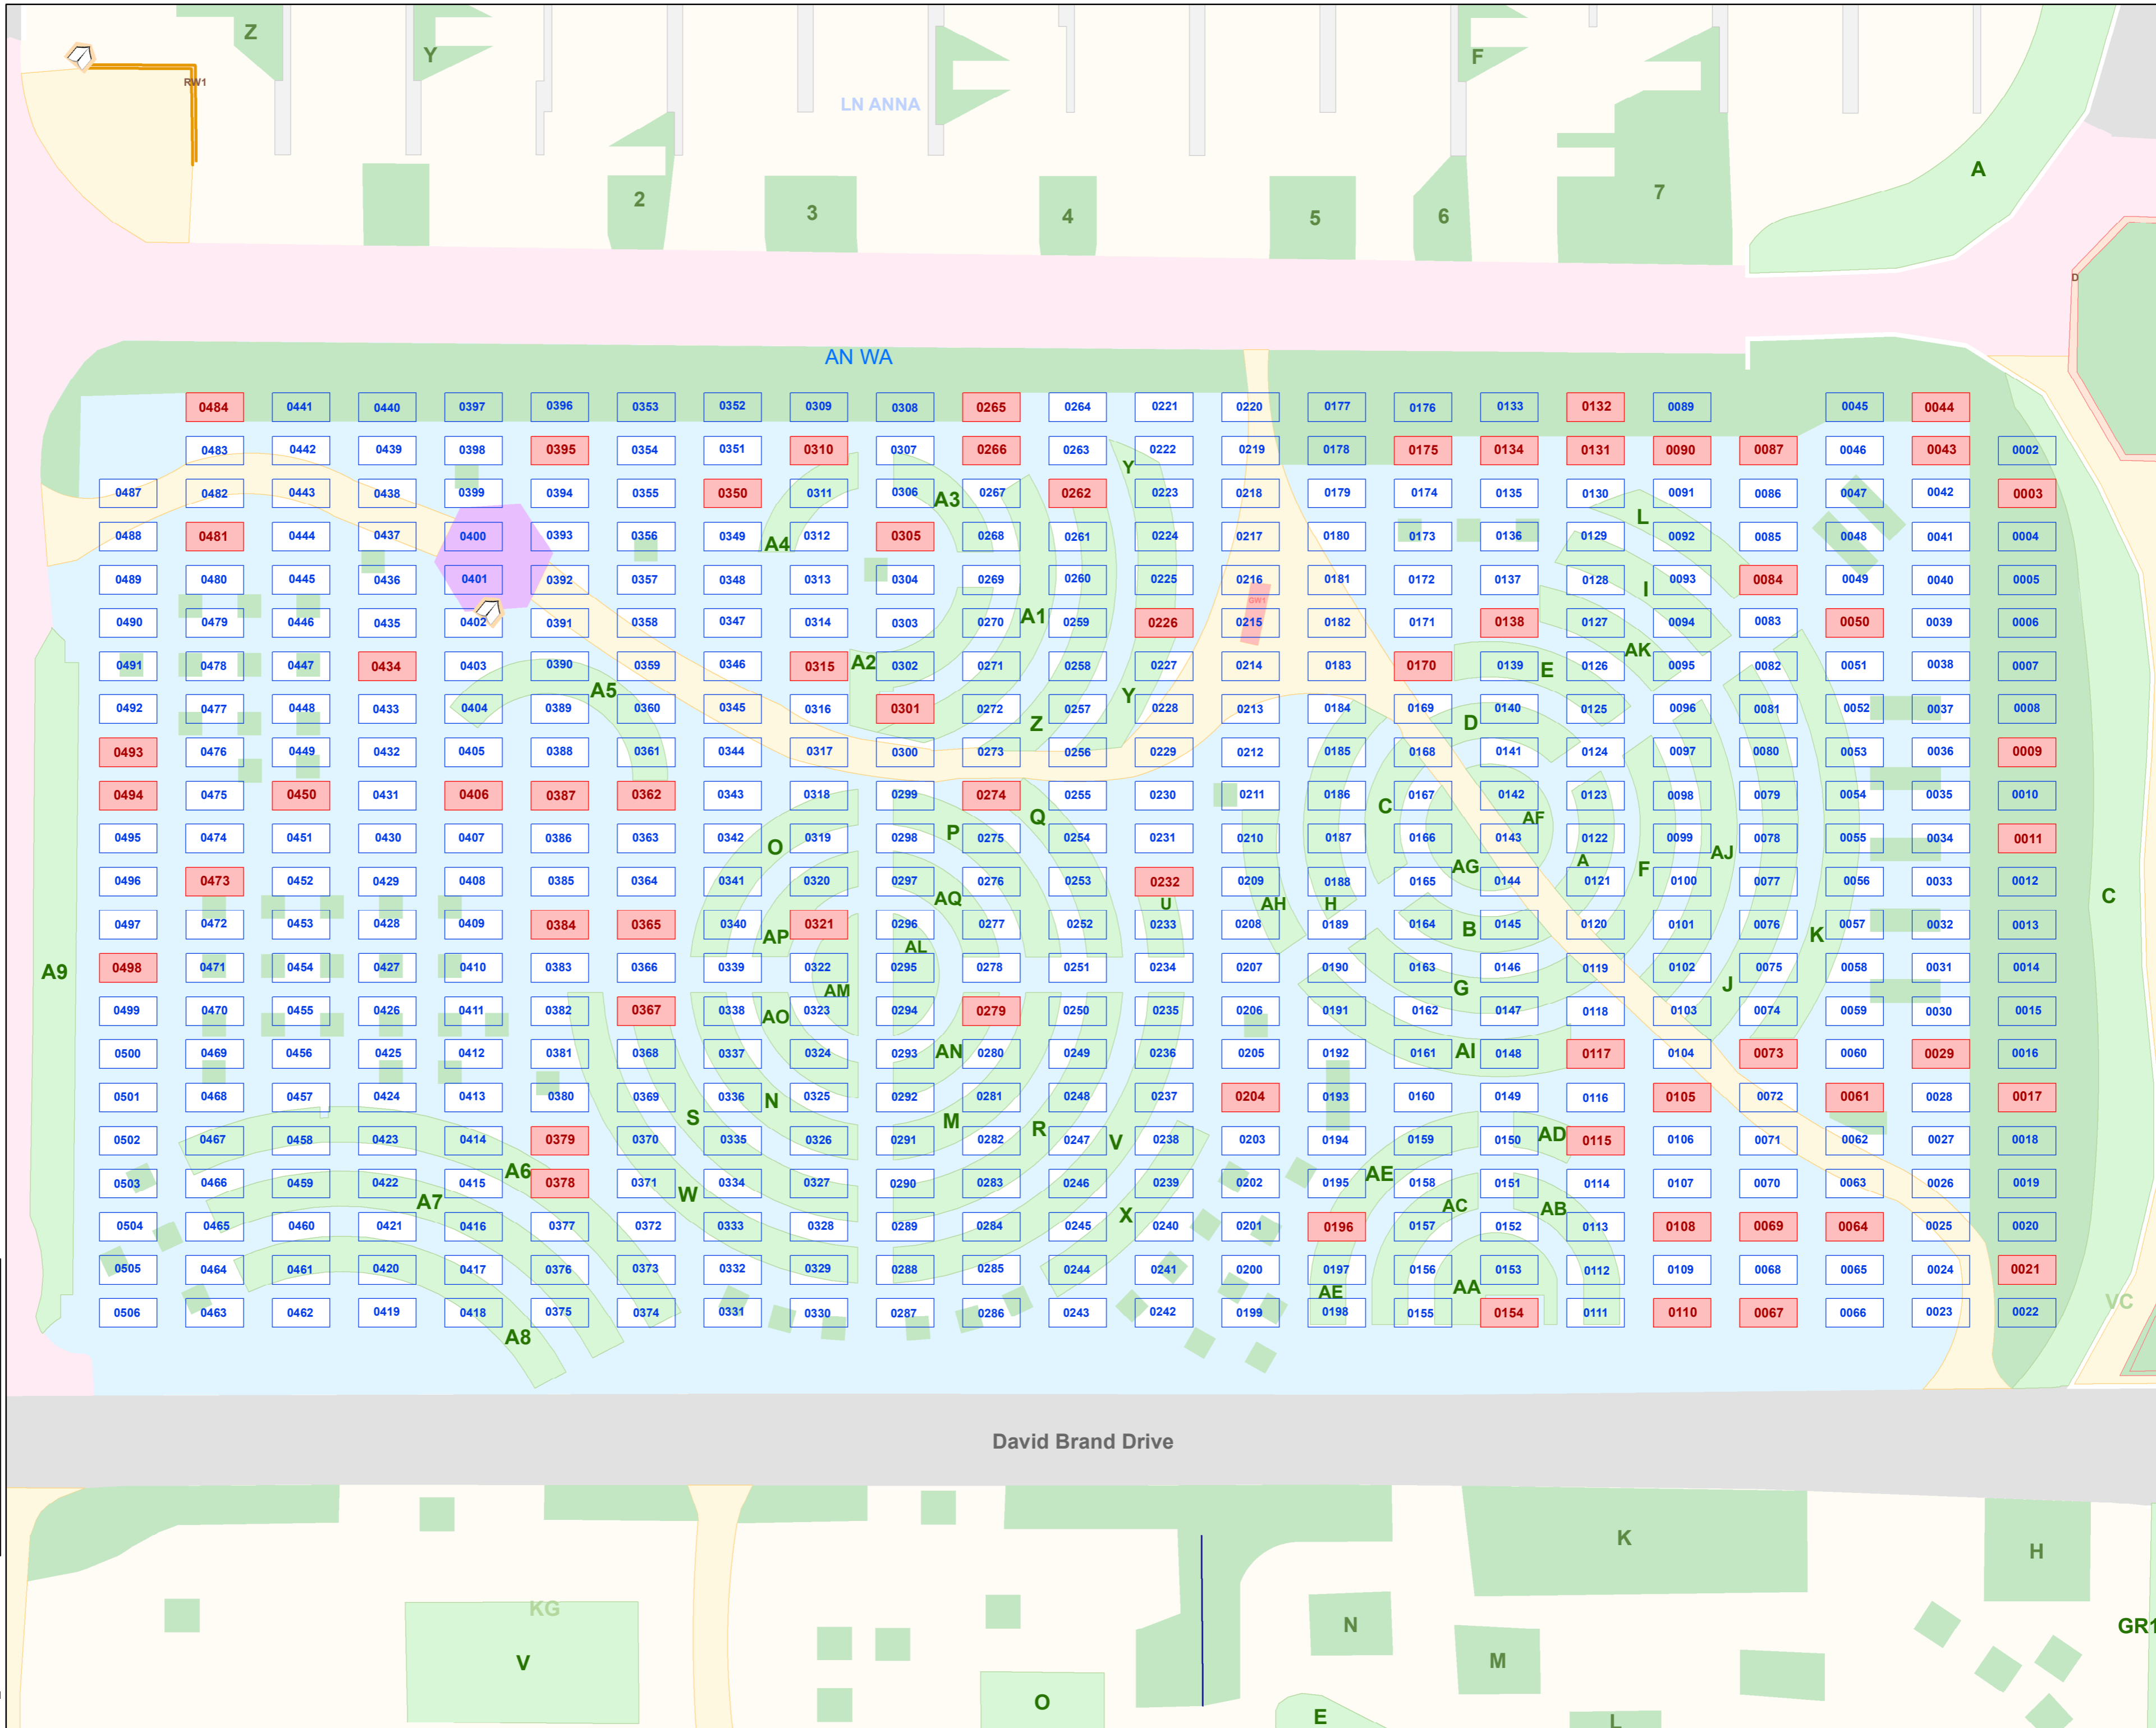 Z Y F
RW1
LN ANNA
A
2 3 4 5 6 7
D
AN WA
0484 0441 0440 0397 0396 0353 0352 0309 0308 0265 0264 0221 0220 0177 0176 0133 0132 0089 0045 0044
0483 0442 0439 0398 0395 0354 0351 0310 0307 0266 0263 0222 0219 0178 0175 0134 0131 0090 0087 0046 0043 0002
Y
0487 0482 0443 0438 0399 0394 0355 0350 0311 0306 A3 0267 0262 0223 0218 0179 0174 0135 0130 0091 0086 0047 0042 0003
L
0488 0481 0444 0437 0400 0393 0356 0349 A4 0312 0305 0268 0261 0224 0217 0180 0173 0136 0129 0092 0085 0048 0041 0004
0489 0480 0445 0436 0401 0392 0357 0348 0313 0304 0269 0260 0225 0216 0181 0172 0137 0128 I 0093 0084 0049 0040 0005
GW1
0490 0479 0446 0435 0402 0391 0358 0347 0314 0303 0270 A1 0259 0226 0215 0182 0171 0138 0127 0094 0083 0050 0039 0006
AK
0491 0478 0447 0434 0403 0390 0359 0346 0315 A2 0302 0271 0258 0227 0214 0183 0170 0139 E 0126 0095 0082 0051 0038 0007
A5 Y
0492 0477 0448 0433 0404 0389 0360 0345 0316 0301 0272 0257 0228 0213 0184 0169 0140 0125 0096 0081 0052 0037 0008
Z D
0493 0476 0449 0432 0405 0388 0361 0344 0317 0300 0273 0256 0229 0212 0185 0168 0141 0124 0097 0080 0053 0036 0009
0494 0475 0450 0431 0406 0387 0362 0343 0318 0299 0274 0255 0230 0211 0186 0167 0142 0123 0098 0079 0054 0035 0010
C
Q AF
0495 0474 0451 0430 0407 0386 0363 0342 0319 0298 P 0275 0254 0231 0210 0187 0166 0143 0122 0099 0078 0055 0034 0011
O AJ
AG A F
0496 0473 0452 0429 0408 0385 0364 0341 0320 0297 0276 0253 0232 0209 0188 0165 0144 0121 0100 0077 0056 0033 0012
AQ U AH H C
0497 0472 0453 0428 0409 0384 0365 0340 0321 0296 0277 0252 0233 0208 0189 0164 B 0145 0120 0101 0076 0057 0032 0013
AP AL K
A9 0498 0471 0454 0427 0410 0383 0366 0339 0322 0295 0278 0251 0234 0207 0190 0163 0146 0119 0102 0075 0058 0031 0014
AM G J
0499 0470 0455 0426 0411 0382 0367 0338 AO 0323 0294 0279 0250 0235 0206 0191 0162 0147 0118 0103 0074 0059 0030 0015
0500 0469 0456 0425 0412 0381 0368 0337 0324 0293 AN 0280 0249 0236 0205 0192 0161 AI 0148 0117 0104 0073 0060 0029 0016
0501 0468 0457 0424 0413 0380 0369 0336 N 0325 0292 0281 0248 0237 0204 0193 0160 0149 0116 0105 0072 0061 0028 0017
S M R
0502 0467 0458 0423 0414 0379 0370 0335 0326 0291 0282 0247 V 0238 0203 0194 0159 0150 AD 0115 0106 0071 0062 0027 0018
A6 AE
0503 0466 0459 0422 0415 0378 0371 0334 0327 0290 0283 0246 0239 0202 0195 0158 0151 0114 0107 0070 0063 0026 0019
A7 W AC AB
X
0504 0465 0460 0421 0416 0377 0372 0333 0328 0289 0284 0245 0240 0201 0196 0157 0152 0113 0108 0069 0064 0025 0020
0505 0464 0461 0420 0417 0376 0373 0332 0329 0288 0285 0244 0241 0200 0197 0156 0153 0112 0109 0068 0065 0024 0021
AE AA
VC
0506 0463 0462 0419 0418 0375 0374 0331 0330 0287 0286 0243 0242 0199 0198 0155 0154 0111 0110 0067 0066 0023 0022
A8
David Brand Drive
K H
KG
N GR1
V M
O E L